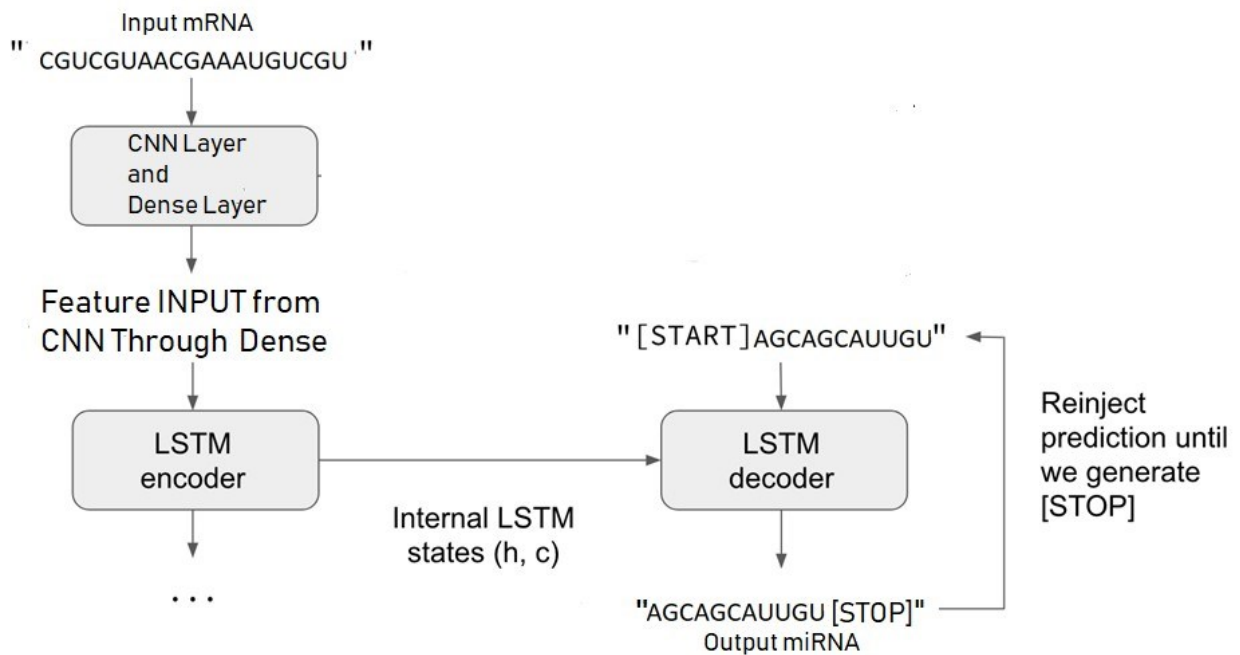 Input mRNA
" CGUCGUAACGAAAUGUCGU "
CNN Layer
and
Dense Layer
Feature INPUT from
CNN Through Dense
LSTM
encoder
. . .
Internal LSTM
states (h, c)
"[START]AGCAGCAUUGU"
LSTM
decoder
"AGCAGCAUUGU[STOP]"
Output miRNA
Reinject
prediction until
we generate
[STOP]